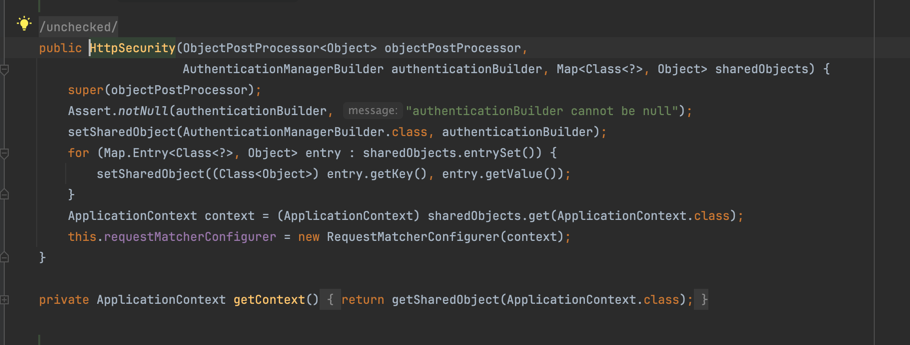 /unchecked/
public HttpSecurity(ObjectPostProcessor<Object> objectPostProcessor,
AuthenticationManagerBuilder authenticationBuilder, Map<Class<?>, Object> sharedObjects) {
super(objectPostProcessor);
Assert.notNull(authenticationBuilder, message: "authenticationBuilder cannot be null");
setSharedObject(AuthenticationManagerBuilder.class, authenticationBuilder);
for (Map.Entry<Class<?>, Object> entry : sharedObjects.entrySet()) {
setSharedObject((Class<Object>) entry.getKey(), entry.getValue());
}
ApplicationContext context = (ApplicationContext) sharedObjects.get(ApplicationContext.class);
this.requestMatcherConfigurer = new RequestMatcherConfigurer(context);
}
private ApplicationContext getContext() { return getSharedObject(ApplicationContext.class); }